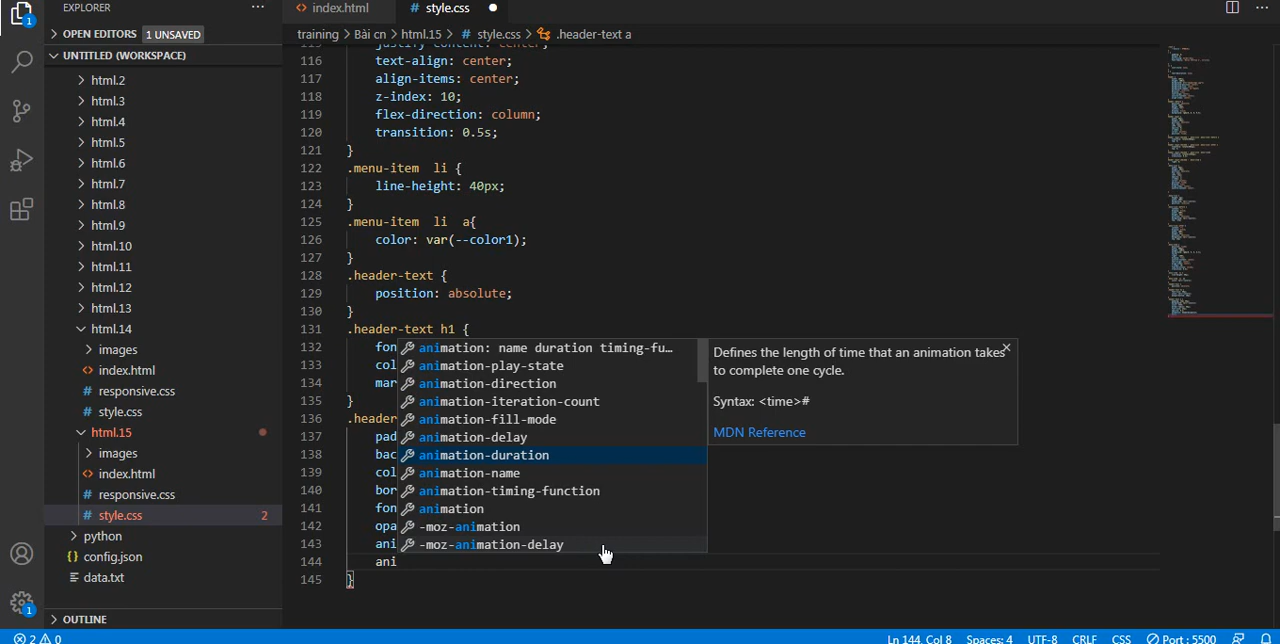 EXPLORER
index.html
# style.css
OPEN EDITORS 1 UNSAVED
training > Bài cn > html.15 > # style.css > .header-text a
UNTITLED (WORKSPACE)
html.2
html.3
html.4
html.5
html.6
html.7
html.8
html.9
html.10
html.11
html.12
html.13
html.14
images
index.html
# responsive.css
# style.css
html.15
images
index.html
# responsive.css
# style.css 2
python
config.json
data.txt
OUTLINE
115 justify-content: center;
116 text-align: center;
117 align-items: center;
118 z-index: 10;
119 flex-direction: column;
120 transition: 0.5s;
121 }
122 .menu-item li {
123 line-height: 40px;
124 }
125 .menu-item li a{
126 color: var(--color1);
127 }
128 .header-text {
129 position: absolute;
130 }
131 .header-text h1 {
132 fon
133 col
134 mar
135 }
136 .header
137 pad
138 bac
139 col
140 bor
141 fon
142 opa
143 ani
144 ani
145 }
animation: name duration timing-fu…
animation-play-state
animation-direction
animation-iteration-count
animation-fill-mode
animation-delay
animation-duration
animation-name
animation-timing-function
animation
-moz-animation
-moz-animation-delay
Defines the length of time that an animation takes
to complete one cycle.
Syntax: <time>#
MDN Reference
1
1
2 0
Ln 144, Col 8 Spaces: 4 UTF-8 CRLF CSS Port : 5500